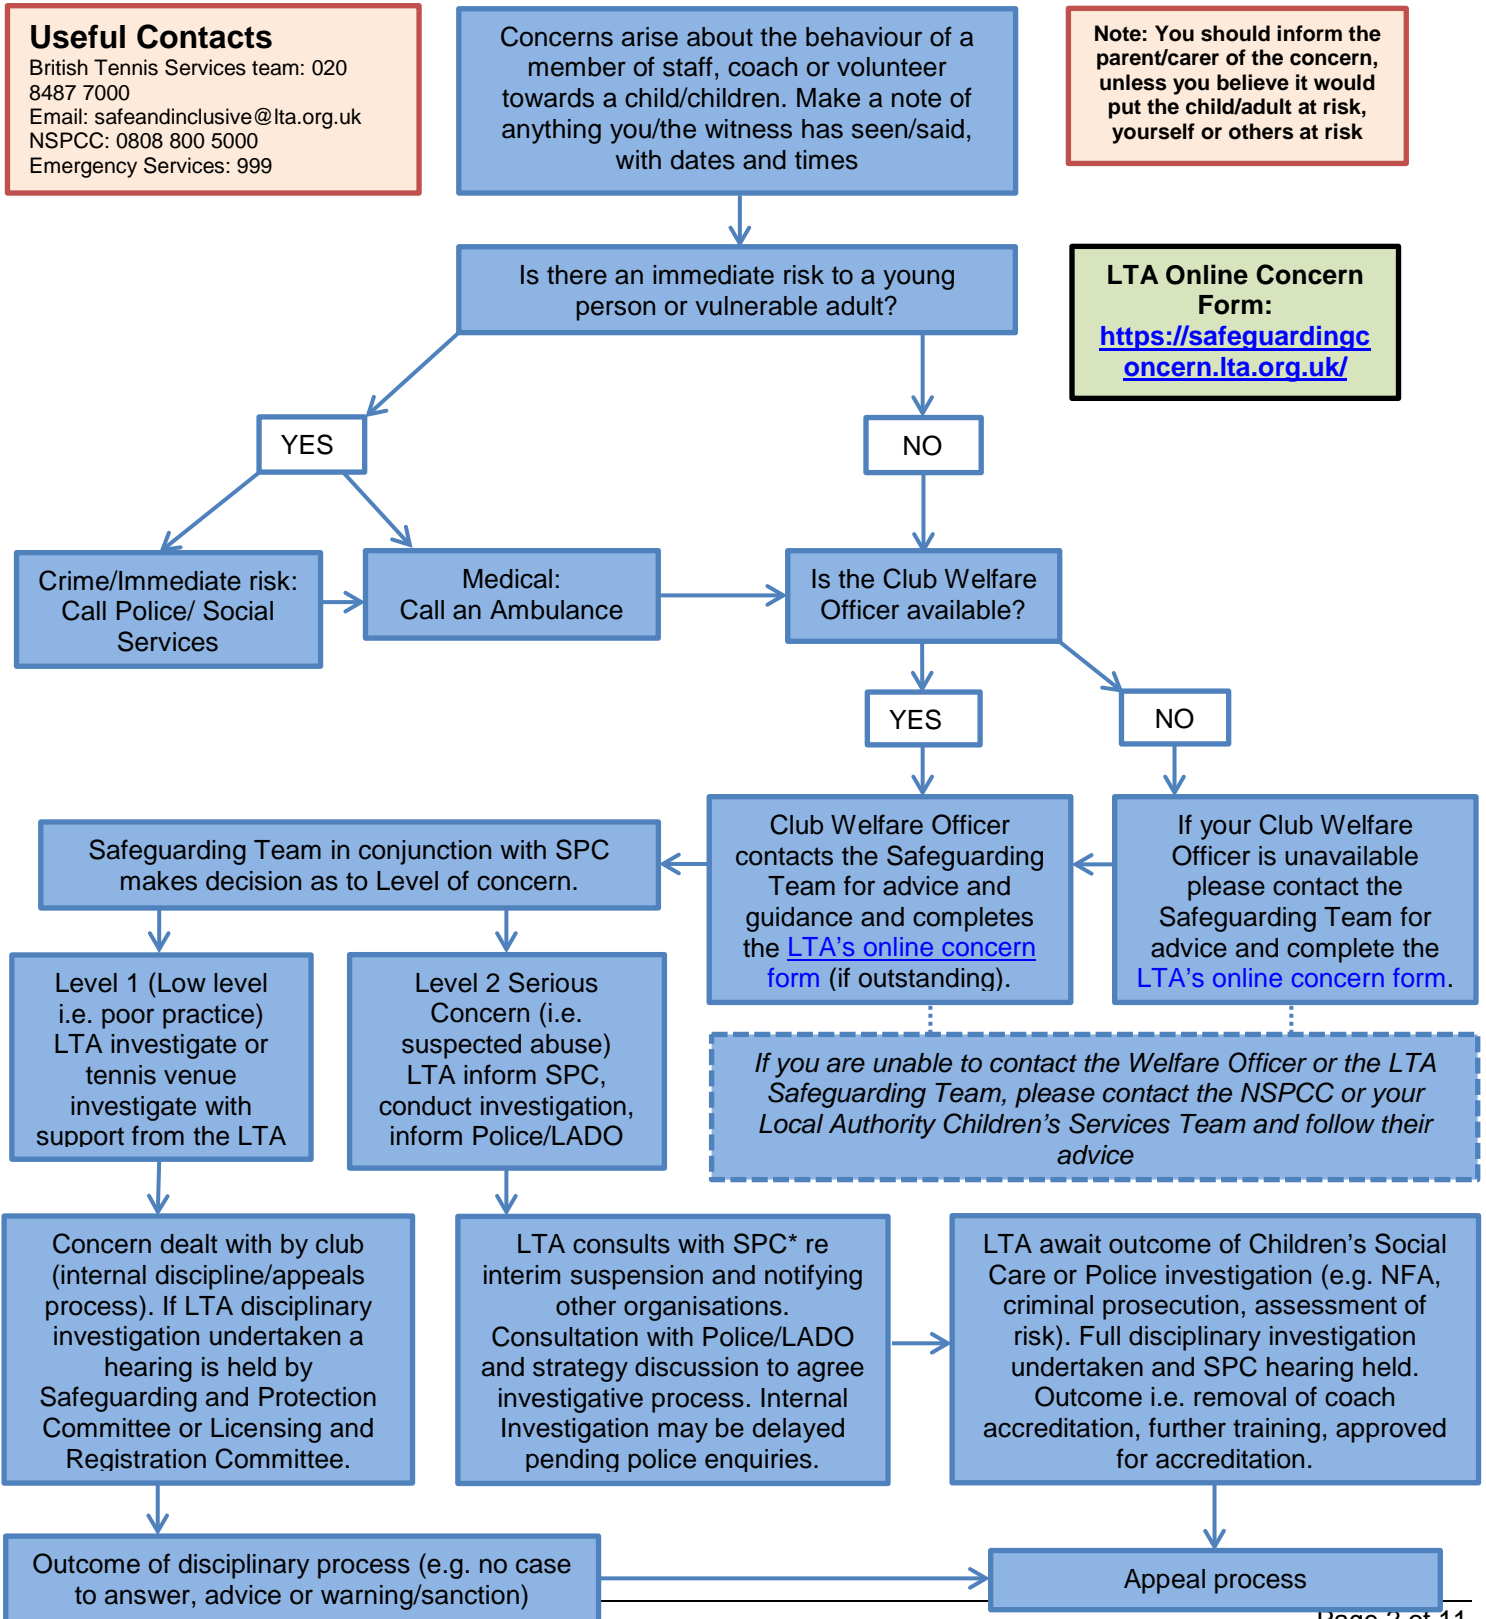 Useful Contacts
British Tennis Services team: 020
8487 7000
Email: safeandinclusive@lta.org.uk
NSPCC: 0808 800 5000
Emergency Services: 999
Concerns arise about the behaviour of a
member of staff, coach or volunteer
towards a child/children. Make a note of
anything you/the witness has seen/said,
with dates and times
Note: You should inform the
parent/carer of the concern,
unless you believe it would
put the child/adult at risk,
yourself or others at risk
Is there an immediate risk to a young
person or vulnerable adult?
LTA Online Concern
Form:
https://safeguardingc
oncern.lta.org.uk/
YES
NO
Crime/Immediate risk:
Call Police/ Social
Services
Medical:
Call an Ambulance
Is the Club Welfare
Officer available?
YES
NO
Club Welfare Officer
contacts the Safeguarding
Team for advice and
guidance and completes
the LTA's online concern
form (if outstanding).
If your Club Welfare
Officer is unavailable
please contact the
Safeguarding Team for
advice and complete the
LTA's online concern form.
Safeguarding Team in conjunction with SPC
makes decision as to Level of concern.
Level 1 (Low level
i.e. poor practice)
LTA investigate or
tennis venue
investigate with
support from the LTA
Level 2 Serious
Concern (i.e.
suspected abuse)
LTA inform SPC,
conduct investigation,
inform Police/LADO
If you are unable to contact the Welfare Officer or the LTA
Safeguarding Team, please contact the NSPCC or your
Local Authority Children's Services Team and follow their
advice
Concern dealt with by club
(internal discipline/appeals
process). If LTA disciplinary
investigation undertaken a
hearing is held by
Safeguarding and Protection
Committee or Licensing and
Registration Committee.
LTA consults with SPC* re
interim suspension and notifying
other organisations.
Consultation with Police/LADO
and strategy discussion to agree
investigative process. Internal
Investigation may be delayed
pending police enquiries.
LTA await outcome of Children's Social
Care or Police investigation (e.g. NFA,
criminal prosecution, assessment of
risk). Full disciplinary investigation
undertaken and SPC hearing held.
Outcome i.e. removal of coach
accreditation, further training, approved
for accreditation.
Outcome of disciplinary process (e.g. no case
to answer, advice or warning/sanction)
Appeal process
Page of 11